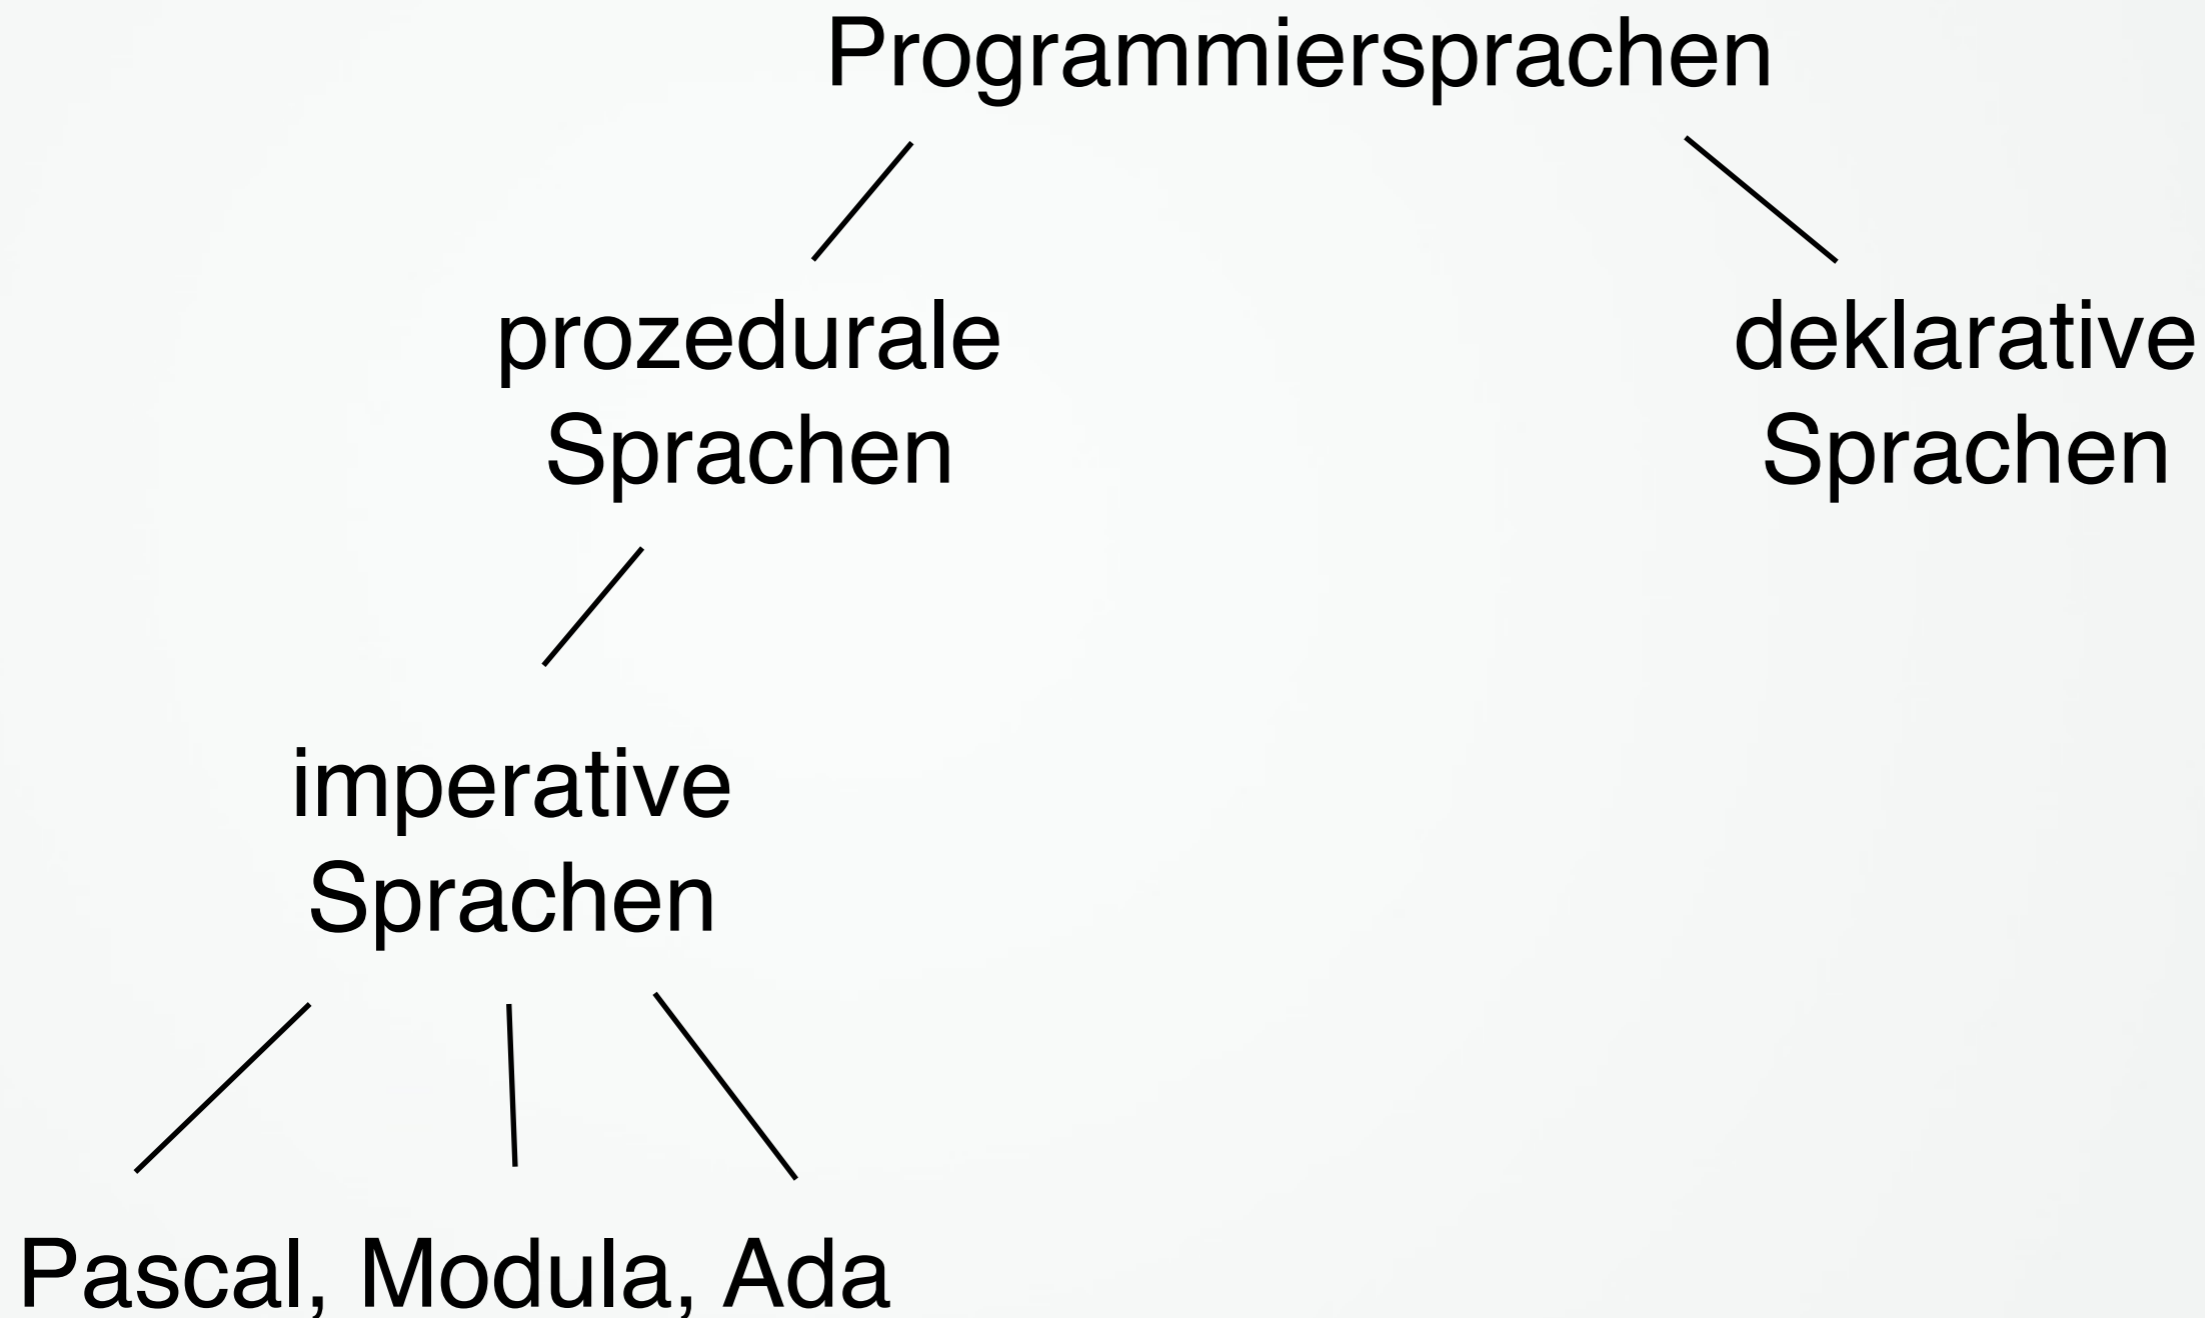 Programmiersprachen
prozedurale
Sprachen
deklarative
Sprachen
imperative
Sprachen
Pascal, Modula, Ada